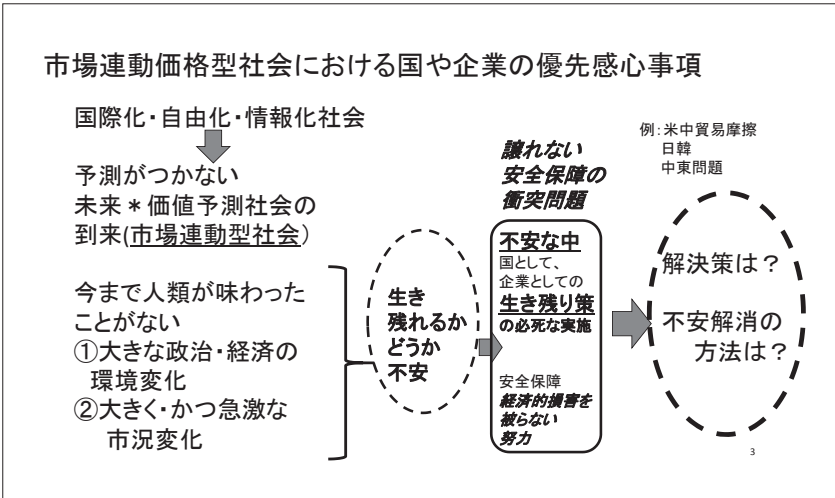 市場連動価格型社会における国や企業の優先感心事項
国際化・自由化・情報化社会
予測がつかない
未来＊価値予測社会の
到来(市場連動型社会)
今まで人類が味わった
ことがない
①大きな政治・経済の
環境変化
②大きく・かつ急激な
市況変化
生き
残れるか
どうか
不安
譲れない
安全保障の
衝突問題
不安な中
国として、
企業としての
生き残り策
の必死な実施
安全保障
経済的損害を
被らない
努力
例：米中貿易摩擦
日韓
中東問題
解決策は？
不安解消の
方法は？
3